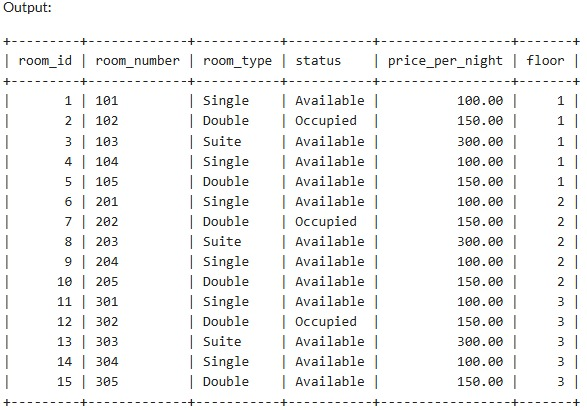 Output:
+---------+-------------+-----------+-----------+-----------------+-------+
| room_id | room_number | room_type | status    | price_per_night | floor |
+---------+-------------+-----------+-----------+-----------------+-------+
|       1 | 101         | Single    | Available |          100.00 |     1 |
|       2 | 102         | Double    | Occupied  |          150.00 |     1 |
|       3 | 103         | Suite     | Available |          300.00 |     1 |
|       4 | 104         | Single    | Available |          100.00 |     1 |
|       5 | 105         | Double    | Available |          150.00 |     1 |
|       6 | 201         | Single    | Available |          100.00 |     2 |
|       7 | 202         | Double    | Occupied  |          150.00 |     2 |
|       8 | 203         | Suite     | Available |          300.00 |     2 |
|       9 | 204         | Single    | Available |          100.00 |     2 |
|      10 | 205         | Double    | Available |          150.00 |     2 |
|      11 | 301         | Single    | Available |          100.00 |     3 |
|      12 | 302         | Double    | Occupied  |          150.00 |     3 |
|      13 | 303         | Suite     | Available |          300.00 |     3 |
|      14 | 304         | Single    | Available |          100.00 |     3 |
|      15 | 305         | Double    | Available |          150.00 |     3 |
+---------+-------------+-----------+-----------+-----------------+-------+